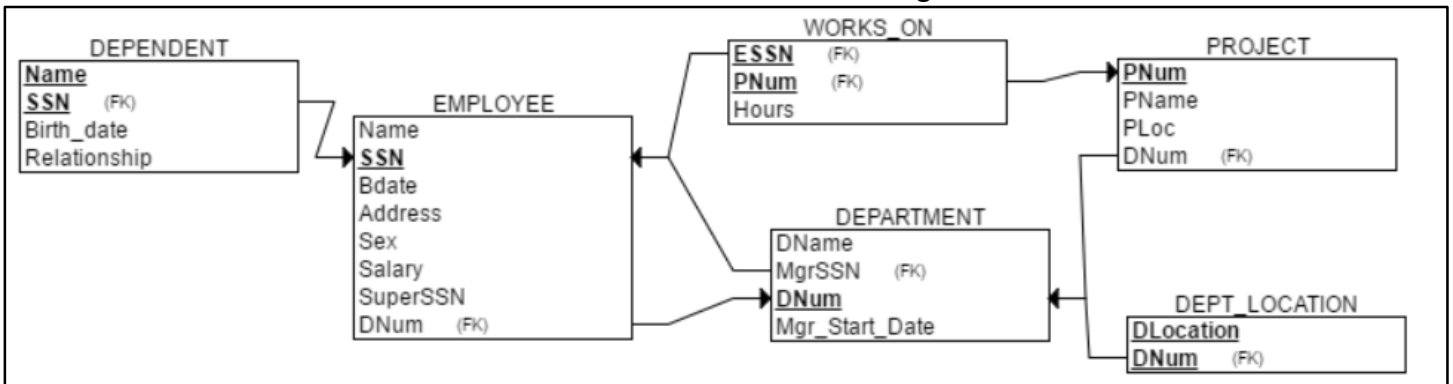 DEPENDENT
Name
SSN (FK)
Birth_date
Relationship
EMPLOYEE
Name
SSN
Bdate
Address
Sex
Salary
SuperSSN
DNum (FK)
WORKS_ON
ESSN (FK)
PNum (FK)
Hours
DEPARTMENT
DName
MgrSSN (FK)
DNum
Mgr_Start_Date
PROJECT
PNum
PName
PLoc
DNum (FK)
DEPT_LOCATION
DLocation
DNum (FK)